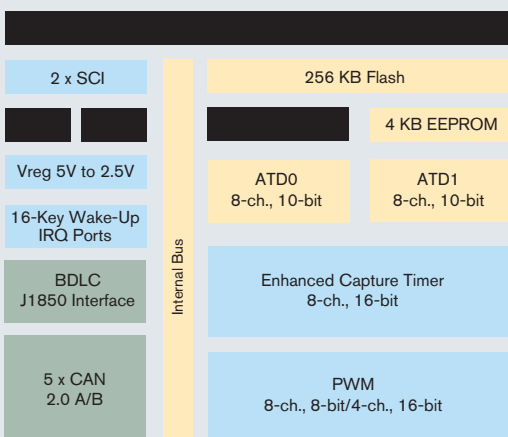 2 x SCI
256 KB Flash
4 KB EEPROM
Vreg 5V to 2.5V
ATD0
8-ch., 10-bit
ATD1
8-ch., 10-bit
16-Key Wake-Up
IRQ Ports
Internal Bus
BDLC
J1850 Interface
Enhanced Capture Timer
8-ch., 16-bit
5 x CAN
2.0 A/B
PWM
8-ch., 8-bit/4-ch., 16-bit